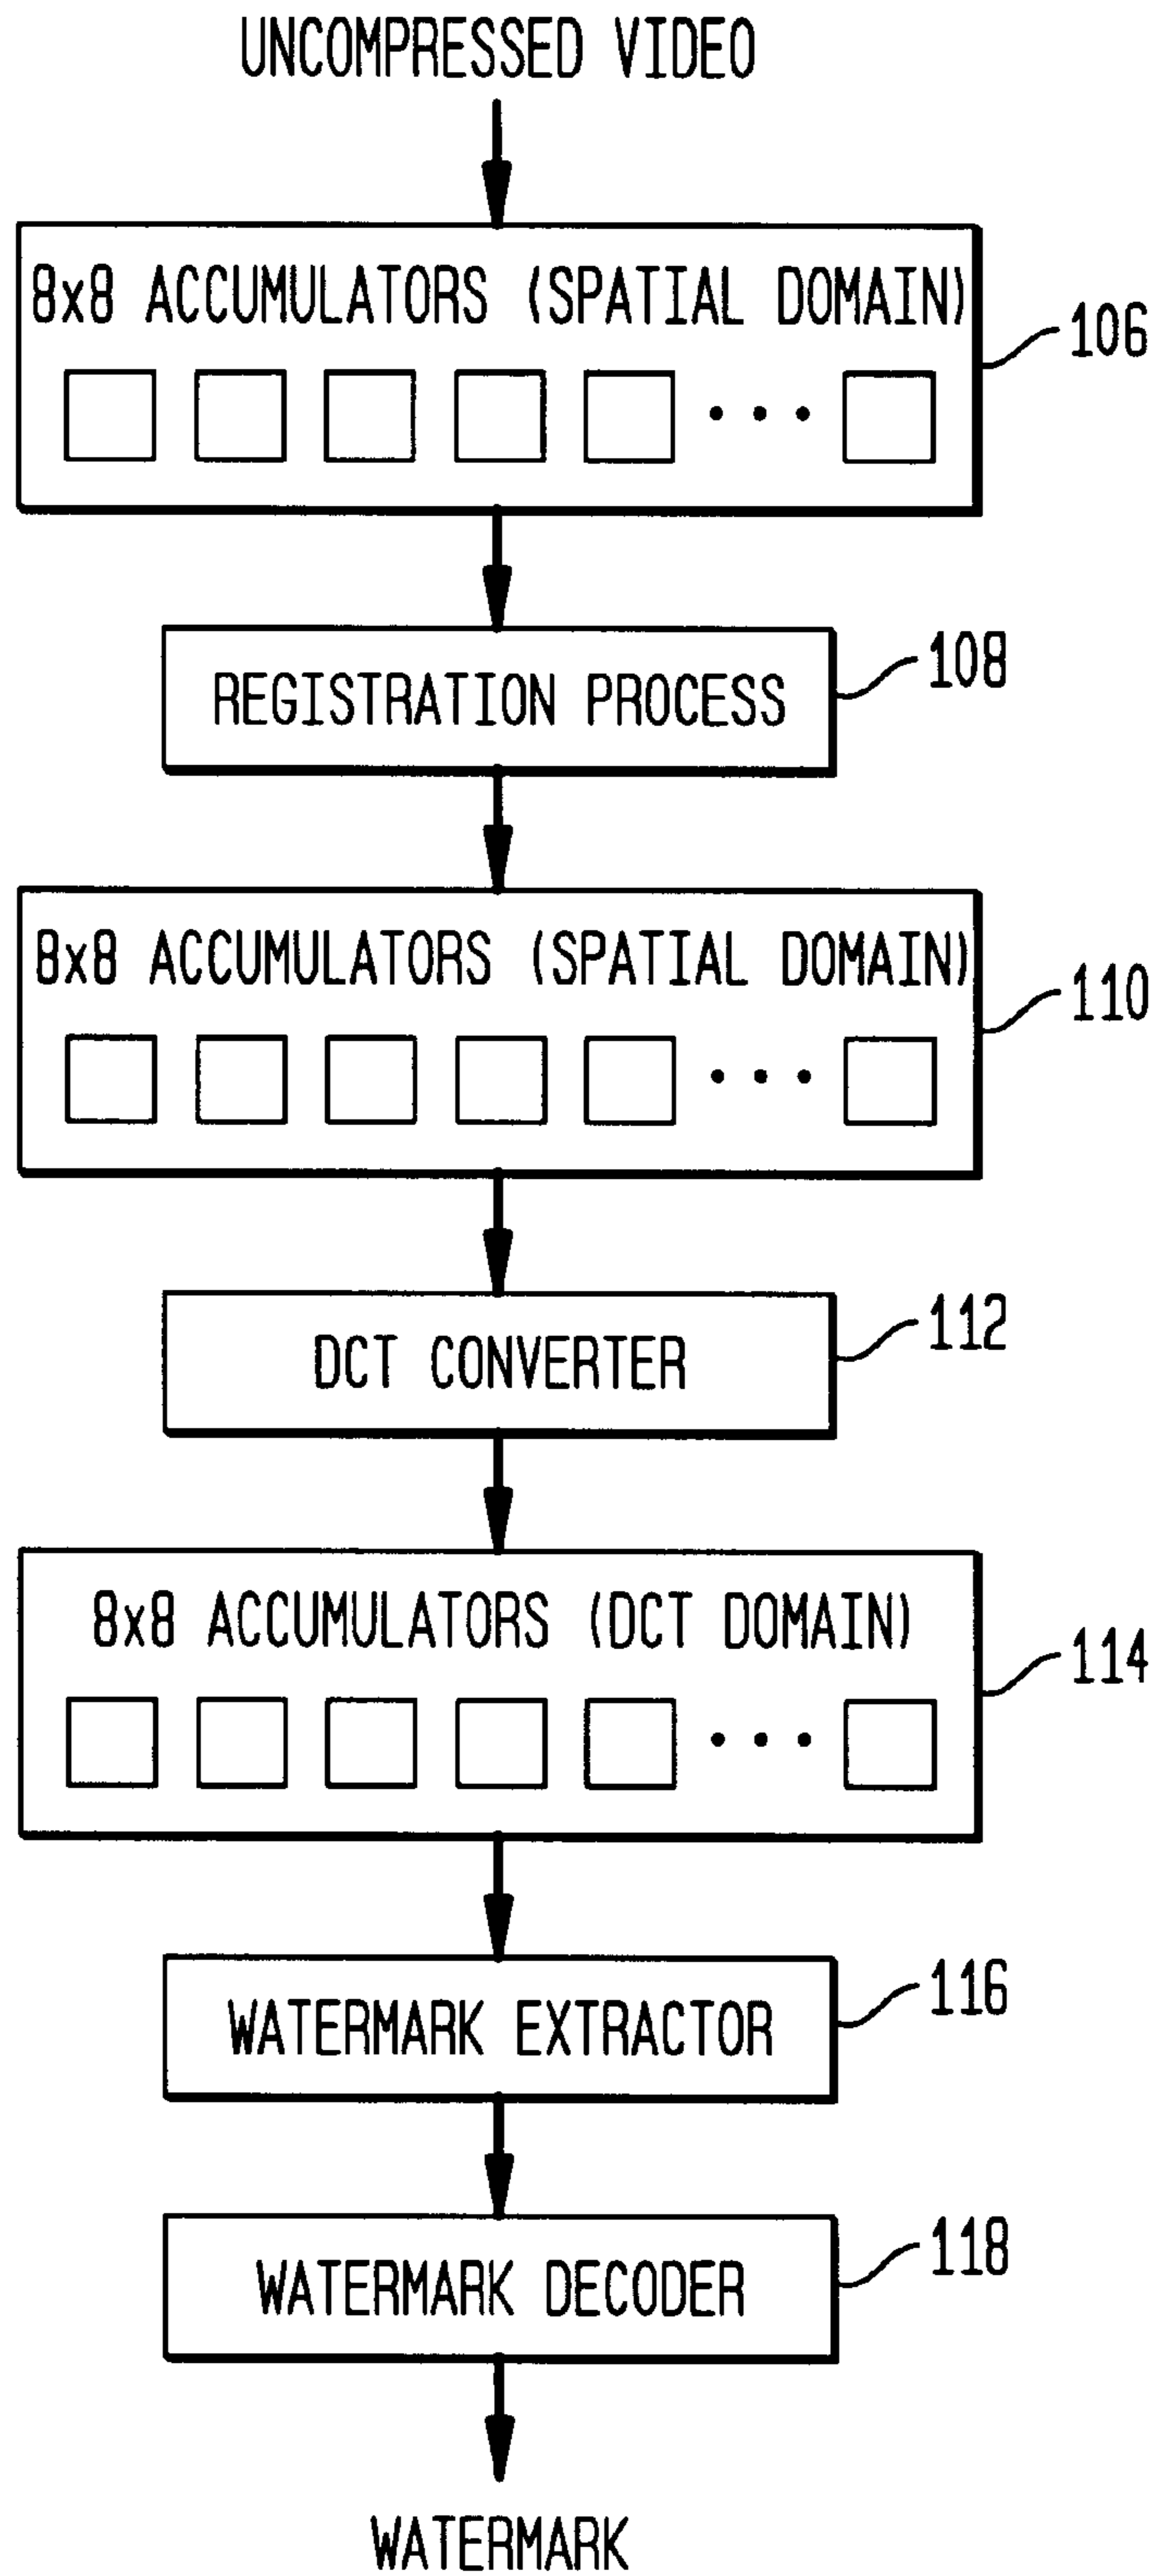 UNCOMPRESSED VIDEO
8x8 ACCUMULATORS (SPATIAL DOMAIN)
106
REGISTRATION PROCESS
108
8x8 ACCUMULATORS (SPATIAL DOMAIN)
110
DCT CONVERTER
112
8x8 ACCUMULATORS (DCT DOMAIN)
114
WATERMARK EXTRACTOR
116
WATERMARK DECODER
118
WATERMARK